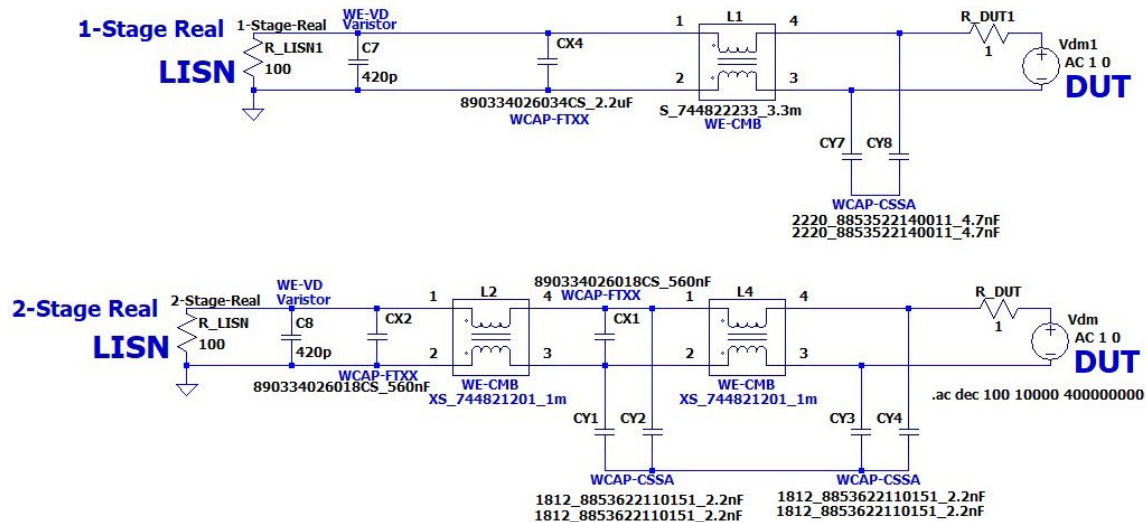 1-Stage Real
1-Stage-Real
LISN
R_LISN1
100
WE-VD
Varistor
C7
420p
CX4
890334026034CS_2.2uF
WCAP-FTXX
L1
1
4
2
3
S_744822233_3.3m
WE-CMB
R_DUT1
1
Vdm1
AC 1 0
DUT
CY7
CY8
WCAP-CSSA
2220_8853522140011_4.7nF
2220_8853522140011_4.7nF
2-Stage Real
2-Stage-Real
LISN
R_LISN
100
WE-VD
Varistor
C8
420p
CX2
WCAP-FTXX
890334026018CS_560nF
L2
1
4
2
3
WE-CMB
XS_744821201_1m
890334026018CS_560nF
WCAP-FTXX
CX1
L4
1
4
2
3
WE-CMB
XS_744821201_1m
R_DUT
1
Vdm
AC 1 0
DUT
.ac dec 100 10000 400000000
CY1
CY2
CY3
CY4
WCAP-CSSA
1812_8853622110151_2.2nF
1812_8853622110151_2.2nF
WCAP-CSSA
1812_8853622110151_2.2nF
1812_8853622110151_2.2nF